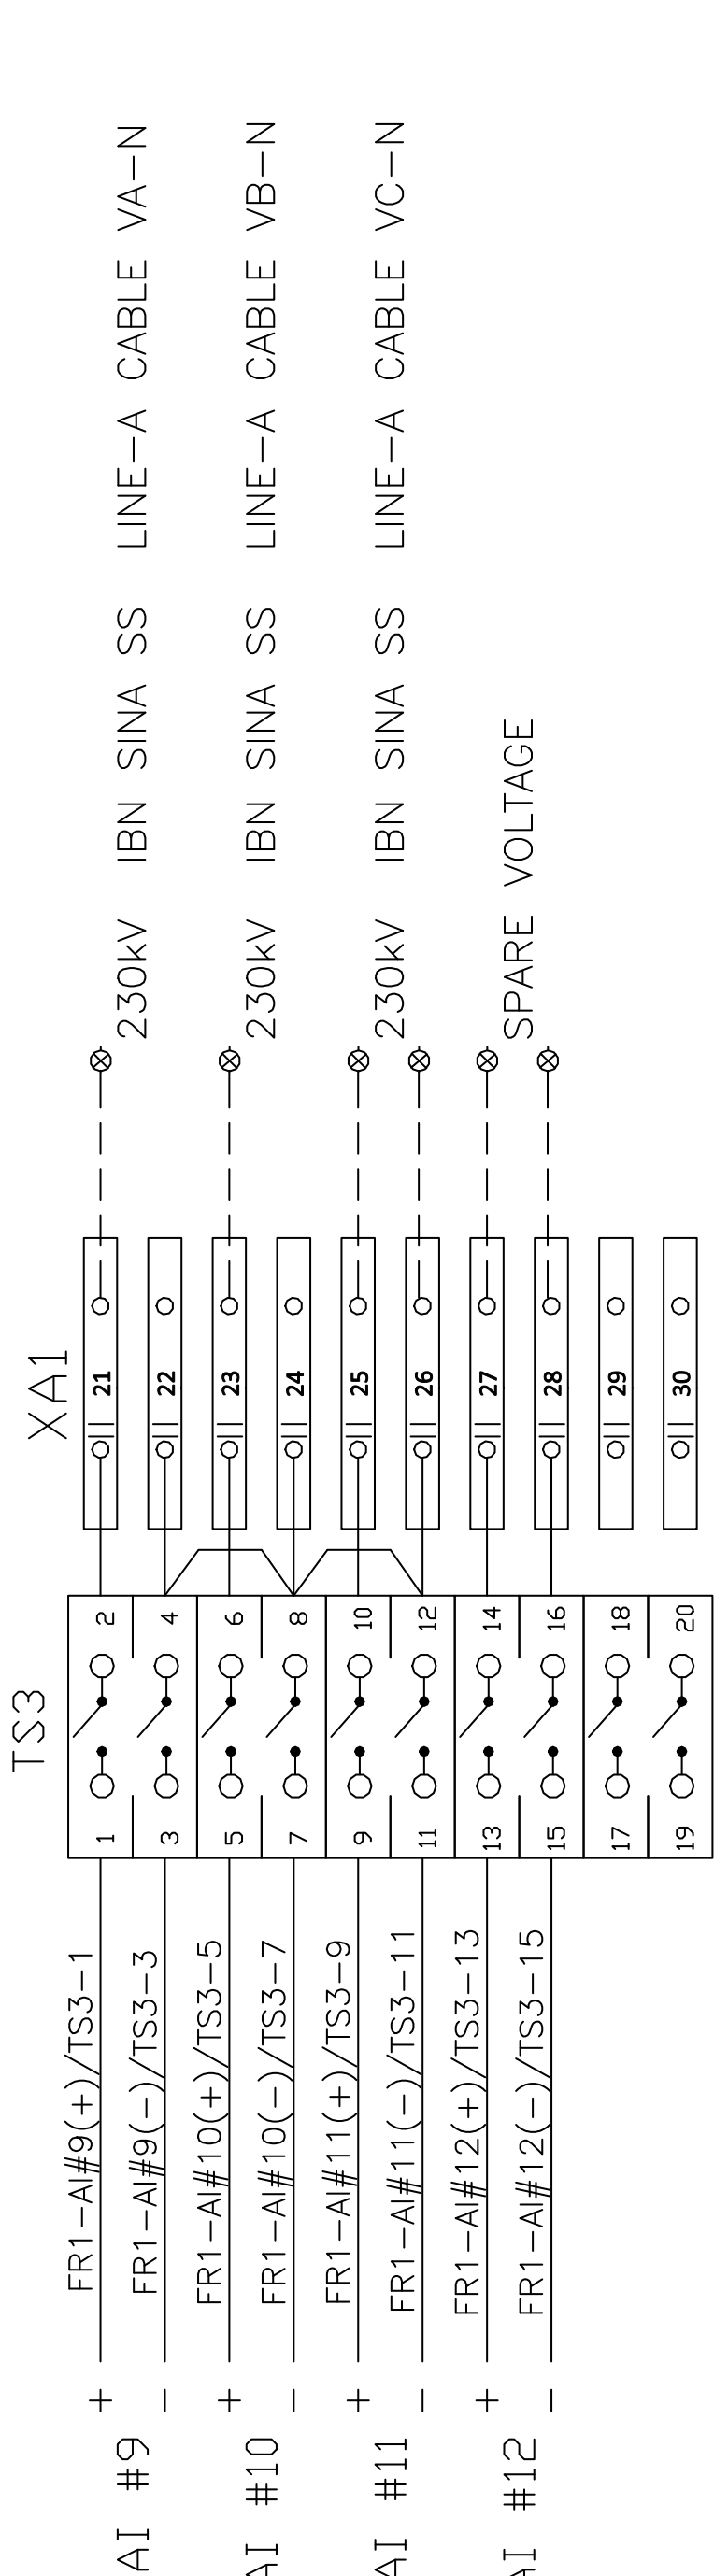 230kV IBN SINA SS LINE-A CABLE VA-N
230kV IBN SINA SS LINE-A CABLE VB-N
230kV IBN SINA SS LINE-A CABLE VC-N
SPARE VOLTAGE
XA1
21
22
23
24
25
26
27
28
29
30
TS3
2
4
6
8
10
12
14
16
18
20
1
3
5
7
9
11
13
15
17
19
FR1-AI#9(+)/TS3-1
FR1-AI#9(-)/TS3-3
FR1-AI#10(+)/TS3-5
FR1-AI#10(-)/TS3-7
FR1-AI#11(+)/TS3-9
FR1-AI#11(-)/TS3-11
FR1-AI#12(+)/TS3-13
FR1-AI#12(-)/TS3-15
+
-
+
-
+
-
+
-
AI #9
AI #10
AI #11
AI #12